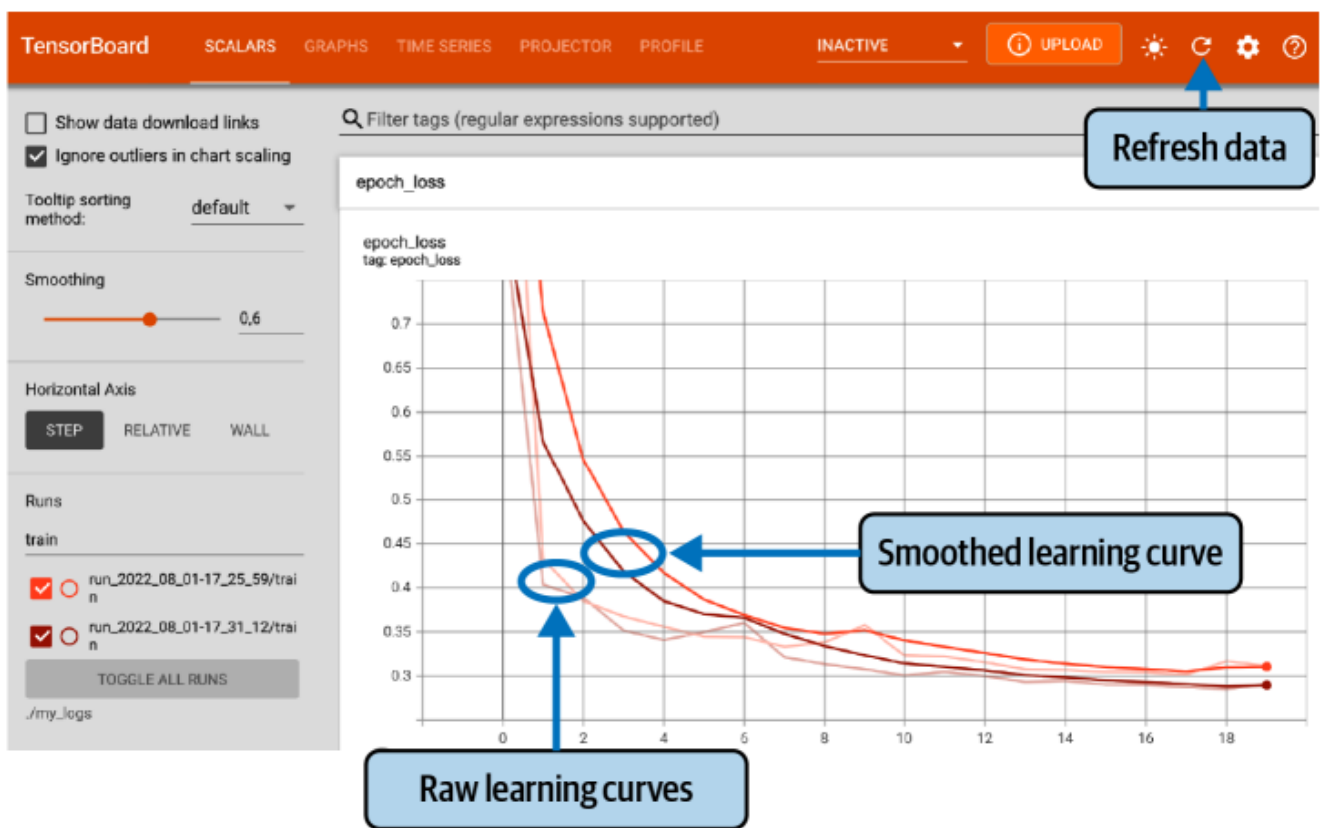 TensorBoard SCALARS GRAPHS TIME SERIES PROJECTOR PROFILE INACTIVE UPLOAD
Show data download links
Ignore outliers in chart scaling
Tooltip sorting
method: default
Smoothing
0,6
Horizontal Axis
STEP RELATIVE WALL
Runs
train
run_2022_08_01-17_25_59/trai
n
run_2022_08_01-17_31_12/trai
n
TOGGLE ALL RUNS
./my_logs
Filter tags (regular expressions supported)
Refresh data
epoch_loss
epoch_loss
tag: epoch_loss
0.7
0.65
0.6
0.55
0.5
0.45
0.4
0.35
0.3
0 2 4 6 8 10 12 14 16 18
Smoothed learning curve
Raw learning curves